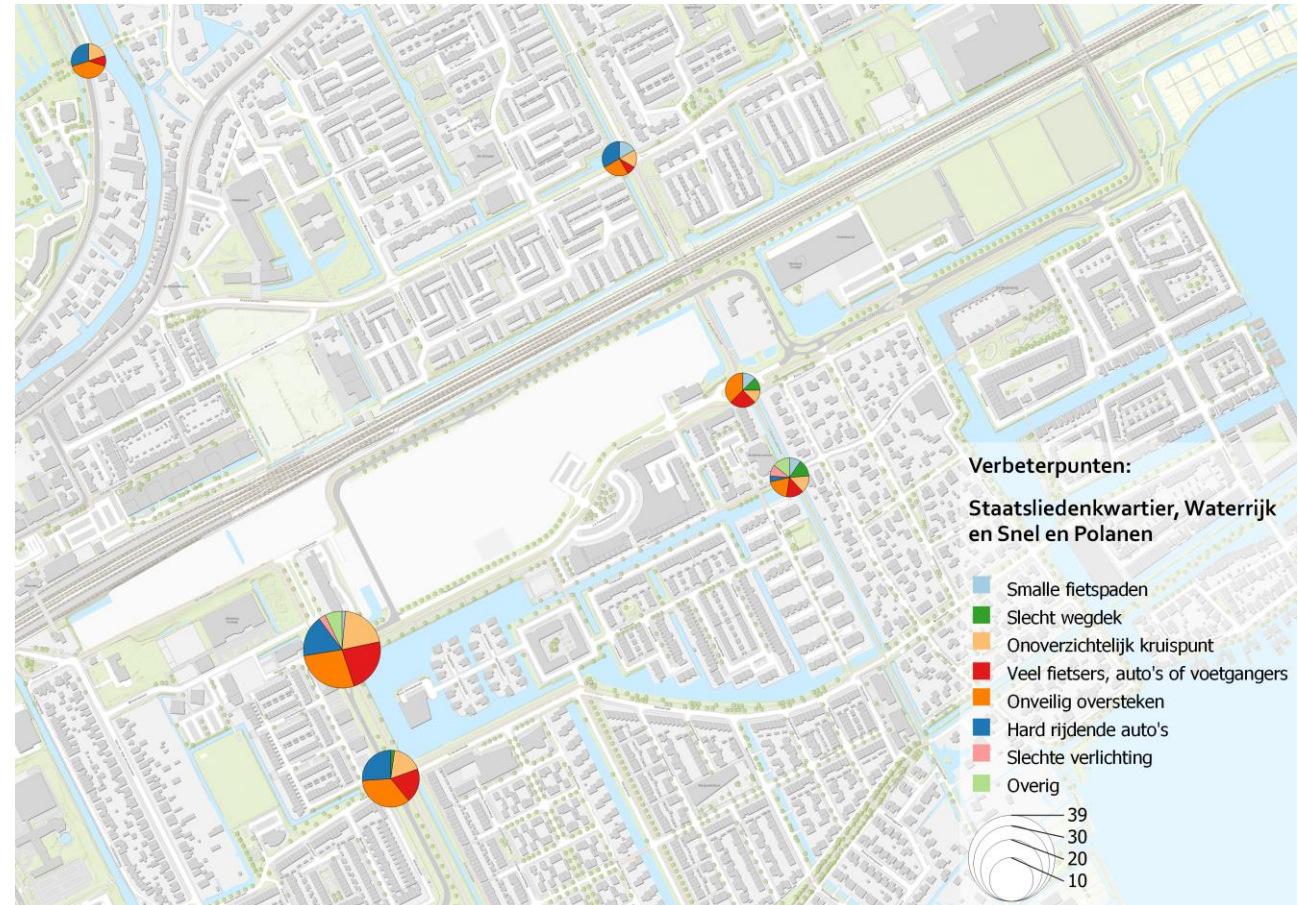 Verbeterpunten:
Staatsliedenkwartier, Waterrijk
en Snel en Polanen
Smalle fietspaden
Slecht wegdek
Onoverzichtelijk kruispunt
Veel fietsers, auto's of voetgangers
Onveilig oversteken
Hard rijdende auto's
Slechte verlichting
Overig
39
30
20
10